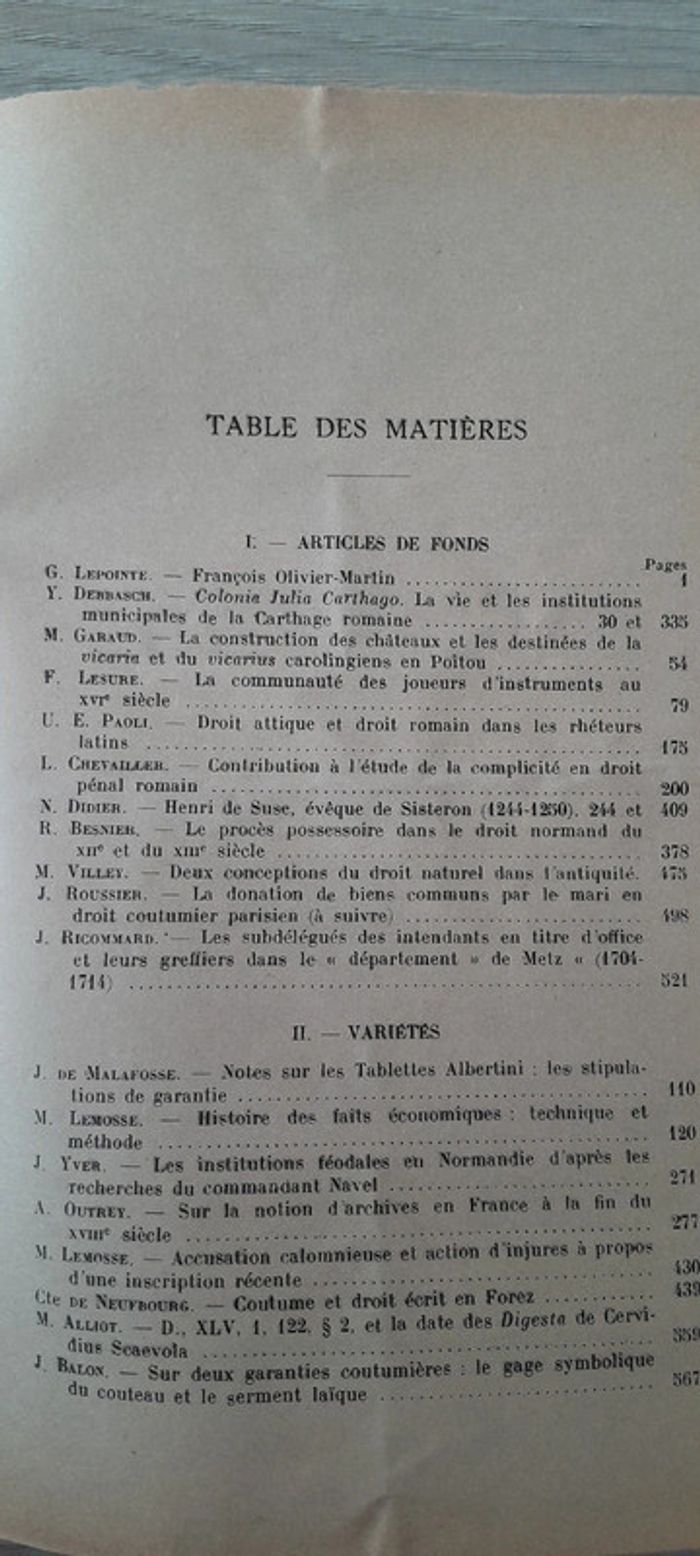 TABLE DES MATIÈRES
I. — ARTICLES DE FONDS
Pages
G. LEPOINTE. — François Olivier-Martin ........................ 1
Y. DEBBASCH. — Colonia Julia Carthago. La vie et les institutions
municipales de la Carthage romaine ................. 30 et 335
M. GARAUD. — La construction des châteaux et les destinées de la
vicaria et du vicarius carolingiens en Poitou ............... 54
F. LESURE. — La communauté des joueurs d'instruments au
XVIe siècle ................................................ 79
U. E. PAOLI. — Droit attique et droit romain dans les rhéteurs
latins ..................................................... 175
L. CHEVAILLER. — Contribution à l'étude de la complicité en droit
pénal romain ............................................. 200
N. DIDIER. — Henri de Suse, évêque de Sisteron (1244-1250). 244 et 409
R. BESNIER. — Le procès possessoire dans le droit normand du
XIIe et du XIIIe siècle ...................................... 378
M. VILLEY. — Deux conceptions du droit naturel dans l'antiquité. 475
J. ROUSSIER. — La donation de biens communs par le mari en
droit coutumier parisien (à suivre) ......................... 498
J. RICOMMARD. — Les subdélégués des intendants en titre d'office
et leurs greffiers dans le « département » de Metz « (1704-
1714) ..................................................... 521
II. — VARIÉTÉS
J. DE MALAFOSSE. — Notes sur les Tablettes Albertini : les stipula-
tions de garantie .......................................... 110
M. LEMOSSE. — Histoire des faits économiques : technique et
méthode .................................................. 120
J. YVER. — Les institutions féodales en Normandie d'après les
recherches du commandant Navel .......................... 271
A. OUTREY. — Sur la notion d'archives en France à la fin du
XVIIIe siècle ............................................... 277
M. LEMOSSE. — Accusation calomnieuse et action d'injures à propos
d'une inscription récente ................................... 430
Cte DE NEUFBOURG. — Coutume et droit écrit en Forez ........... 439
M. ALLIOT. — D., XLV, 1, 122, § 2, et la date des Digesta de Cervi-
dius Scaevola .............................................. 559
J. BALON. — Sur deux garanties coutumières : le gage symbolique
du couteau et le serment laïque ............................ 567